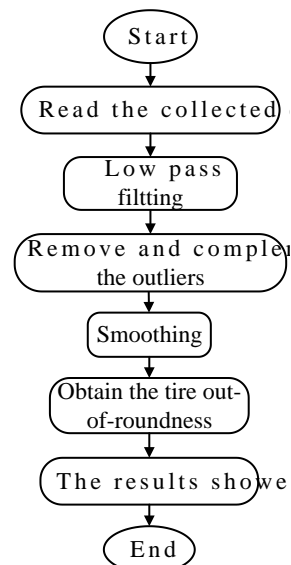 Start
Read the collected
Low pass
filtting
Remove and complem
the outliers
Smoothing
Obtain the tire out-
of-roundness
The results showe
End